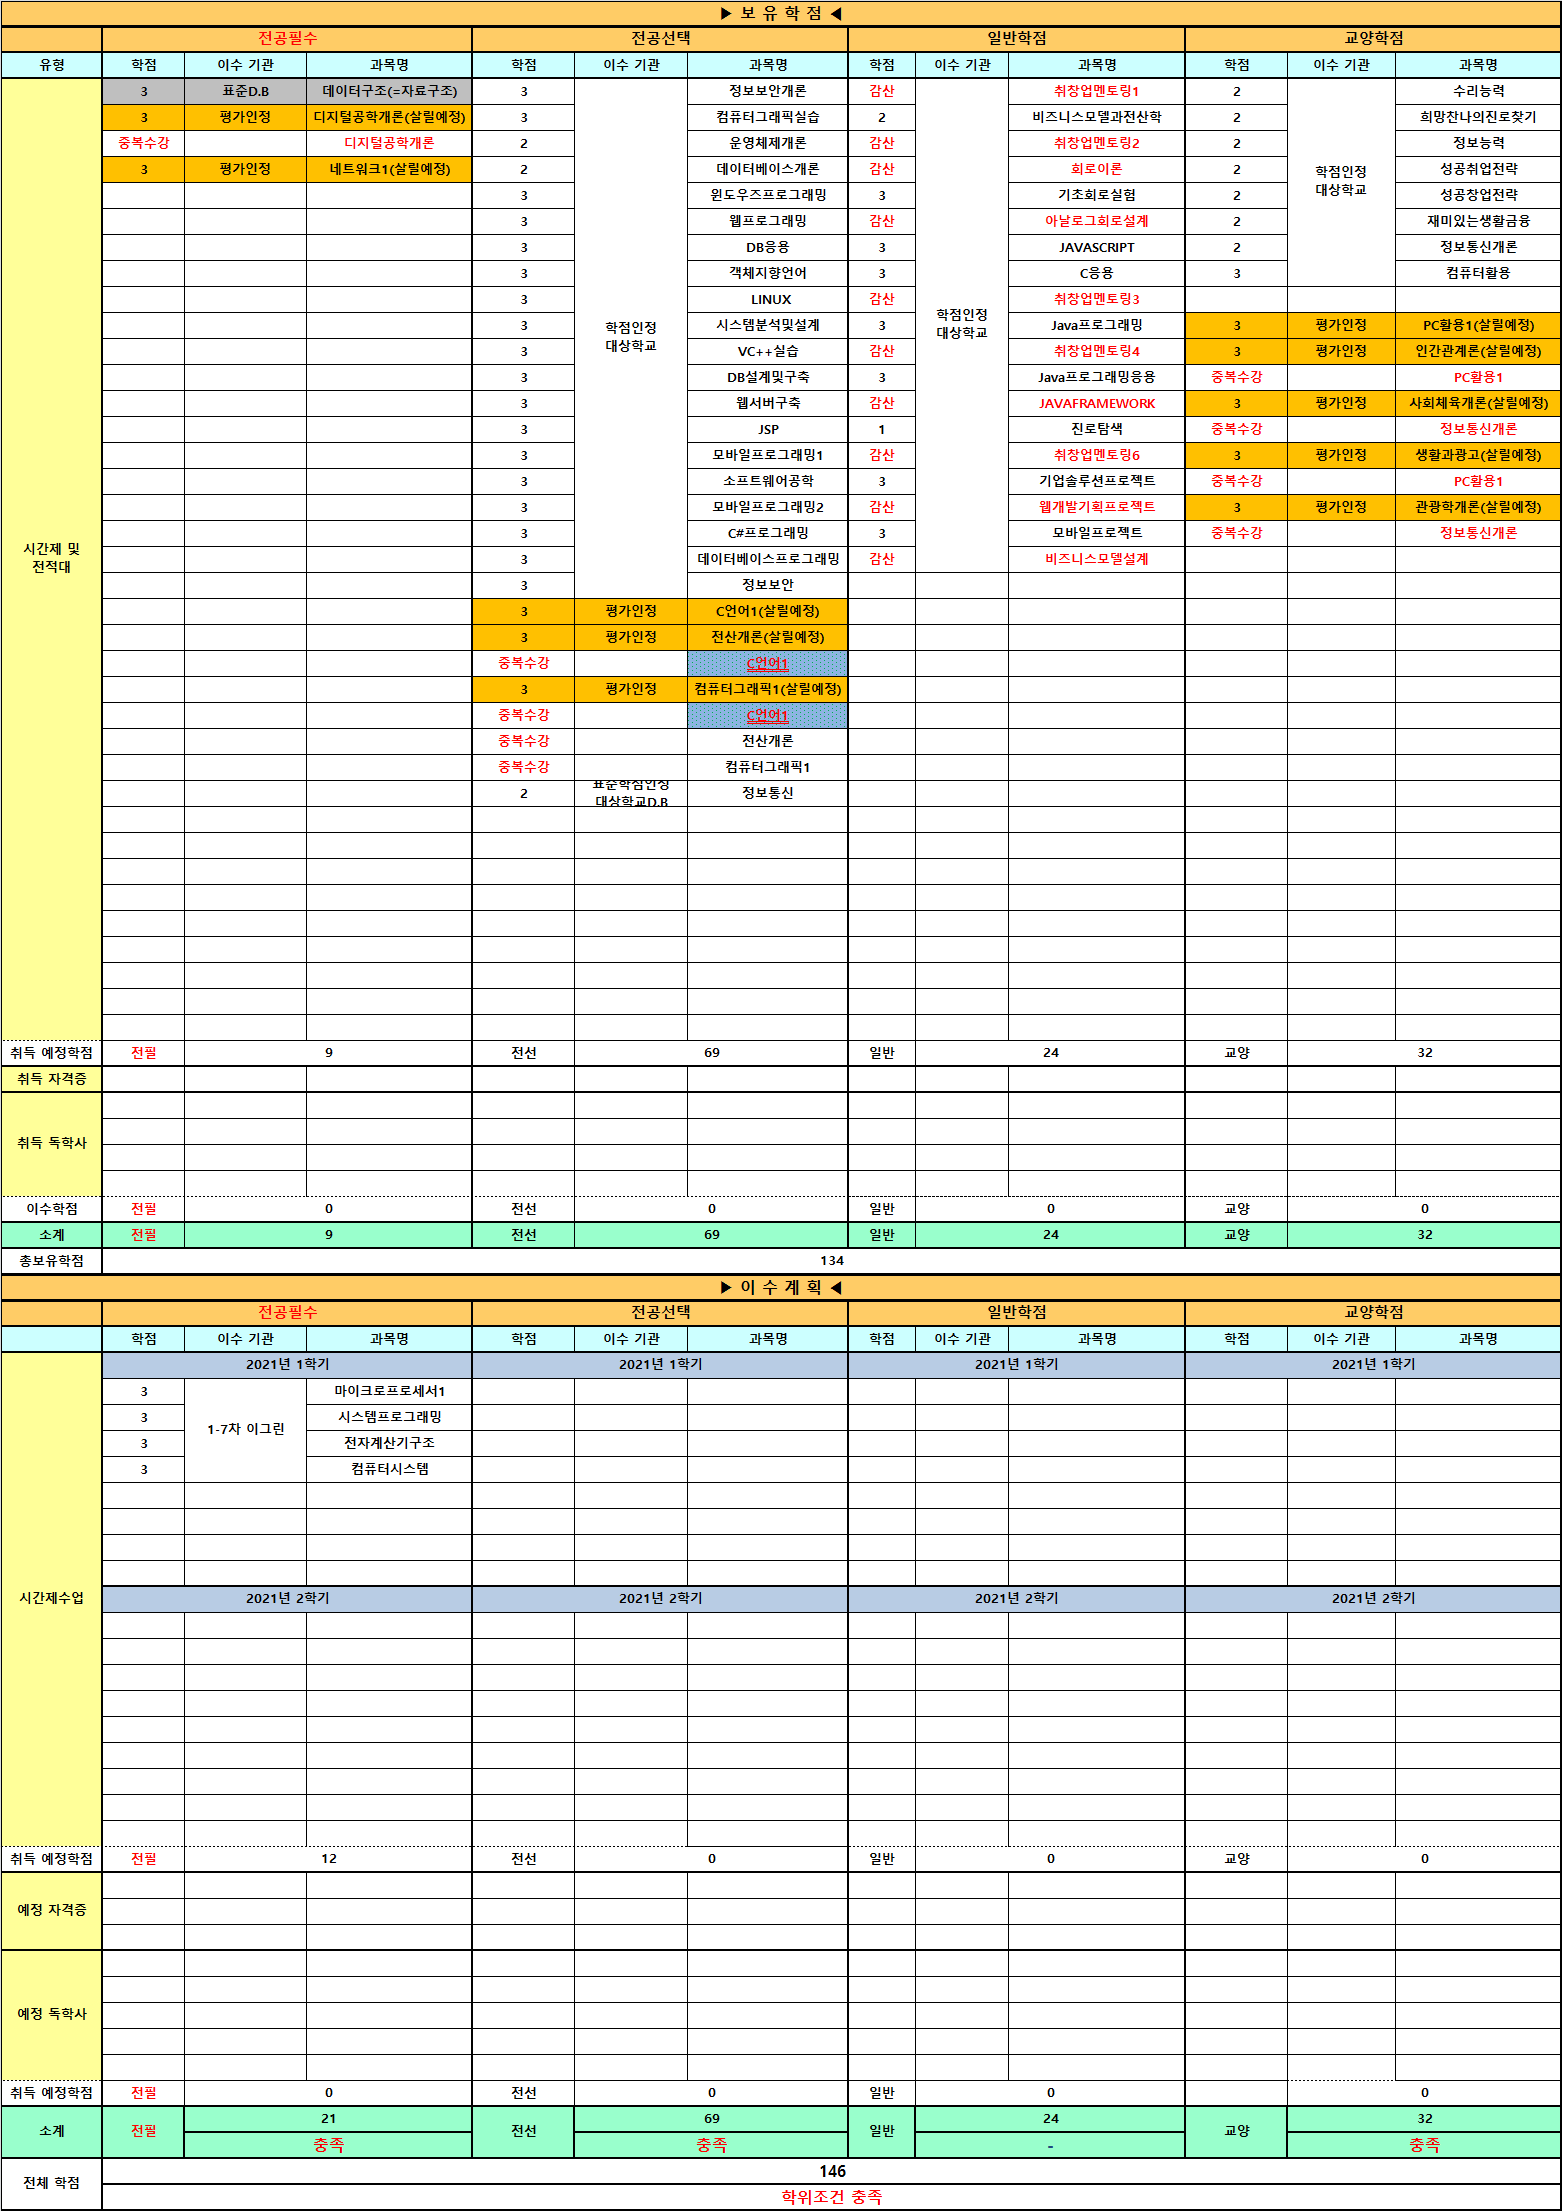 ▶ 보 유 학 점 ◀
전공필수 전공선택 일반학점 교양학점
유형 학점 이수 기관 과목명 학점 이수 기관 과목명 학점 이수 기관 과목명 학점 이수 기관 과목명
시간제 및
전적대
3 표준D.B 데이터구조(=자료구조) 3 정보보안개론 감산 취창업멘토링1 2 수리능력
3 평가인정 디지털공학개론(살릴예정) 3 컴퓨터그래픽실습 2 비즈니스모델과전산학 2 희망찬나의진로찾기
중복수강 디지털공학개론 2 운영체제개론 감산 취창업멘토링2 2 정보능력
3 평가인정 네트워크1(살릴예정) 2 데이터베이스개론 감산 회로이론 2 성공취업전략
학점인정
대상학교
3 윈도우즈프로그래밍 3 기초회로실험 2 성공창업전략
3 웹프로그래밍 감산 아날로그회로설계 2 재미있는생활금융
3 DB응용 3 JAVASCRIPT 2 정보통신개론
3 객체지향언어 3 C응용 3 컴퓨터활용
3 LINUX 감산 취창업멘토링3
학점인정
대상학교
학점인정
대상학교
3 시스템분석및설계 3 Java프로그래밍 3 평가인정 PC활용1(살릴예정)
3 VC++실습 감산 취창업멘토링4 3 평가인정 인간관계론(살릴예정)
3 DB설계및구축 3 Java프로그래밍응용 중복수강 PC활용1
3 웹서버구축 감산 JAVAFRAMEWORK 3 평가인정 사회체육개론(살릴예정)
3 JSP 1 진로탐색 중복수강 정보통신개론
3 모바일프로그래밍1 감산 취창업멘토링6 3 평가인정 생활과광고(살릴예정)
3 소프트웨어공학 3 기업솔루션프로젝트 중복수강 PC활용1
3 모바일프로그래밍2 감산 웹개발기획프로젝트 3 평가인정 관광학개론(살릴예정)
3 C#프로그래밍 3 모바일프로젝트 중복수강 정보통신개론
3 데이터베이스프로그래밍 감산 비즈니스모델설계
3 정보보안
3 평가인정 C언어1(살릴예정)
3 평가인정 전산개론(살릴예정)
중복수강 C언어1
3 평가인정 컴퓨터그래픽1(살릴예정)
중복수강 C언어1
중복수강 전산개론
중복수강 컴퓨터그래픽1
2 표준학점인정
대상학교D.B 정보통신
취득 예정학점 전필 9 전선 69 일반 24 교양 32
취득 자격증
취득 독학사
이수학점 전필 0 전선 0 일반 0 교양 0
소계 전필 9 전선 69 일반 24 교양 32
총보유학점 134
▶ 이 수 계 획 ◀
전공필수 전공선택 일반학점 교양학점
학점 이수 기관 과목명 학점 이수 기관 과목명 학점 이수 기관 과목명 학점 이수 기관 과목명
시간제수업
2021년 1학기 2021년 1학기 2021년 1학기 2021년 1학기
3 마이크로프로세서1
3 시스템프로그래밍
1-7차 이그린
3 전자계산기구조
3 컴퓨터시스템
2021년 2학기 2021년 2학기 2021년 2학기 2021년 2학기
취득 예정학점 전필 12 전선 0 일반 0 교양 0
예정 자격증
예정 독학사
취득 예정학점 전필 0 전선 0 일반 0 0
소계 전필 21 전선 69 일반 24 교양 32
충족 충족 - 충족
전체 학점 146
학위조건 충족